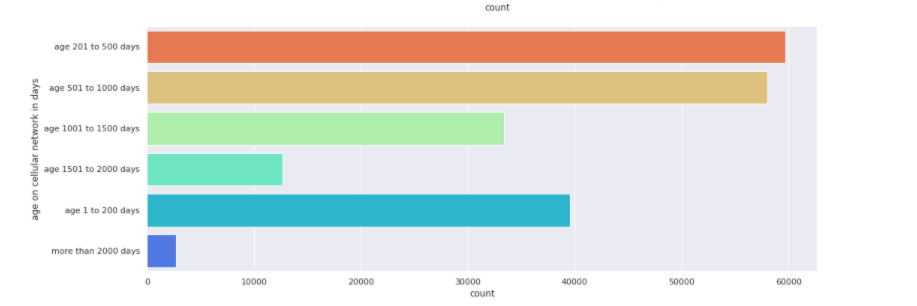 count
age 201 to 500 days
age 501 to 1000 days
age 1001 to 1500 days
age 1501 to 2000 days
age 1 to 200 days
more than 2000 days
age on cellular network in days
0 10000 20000 30000 40000 50000 60000
count